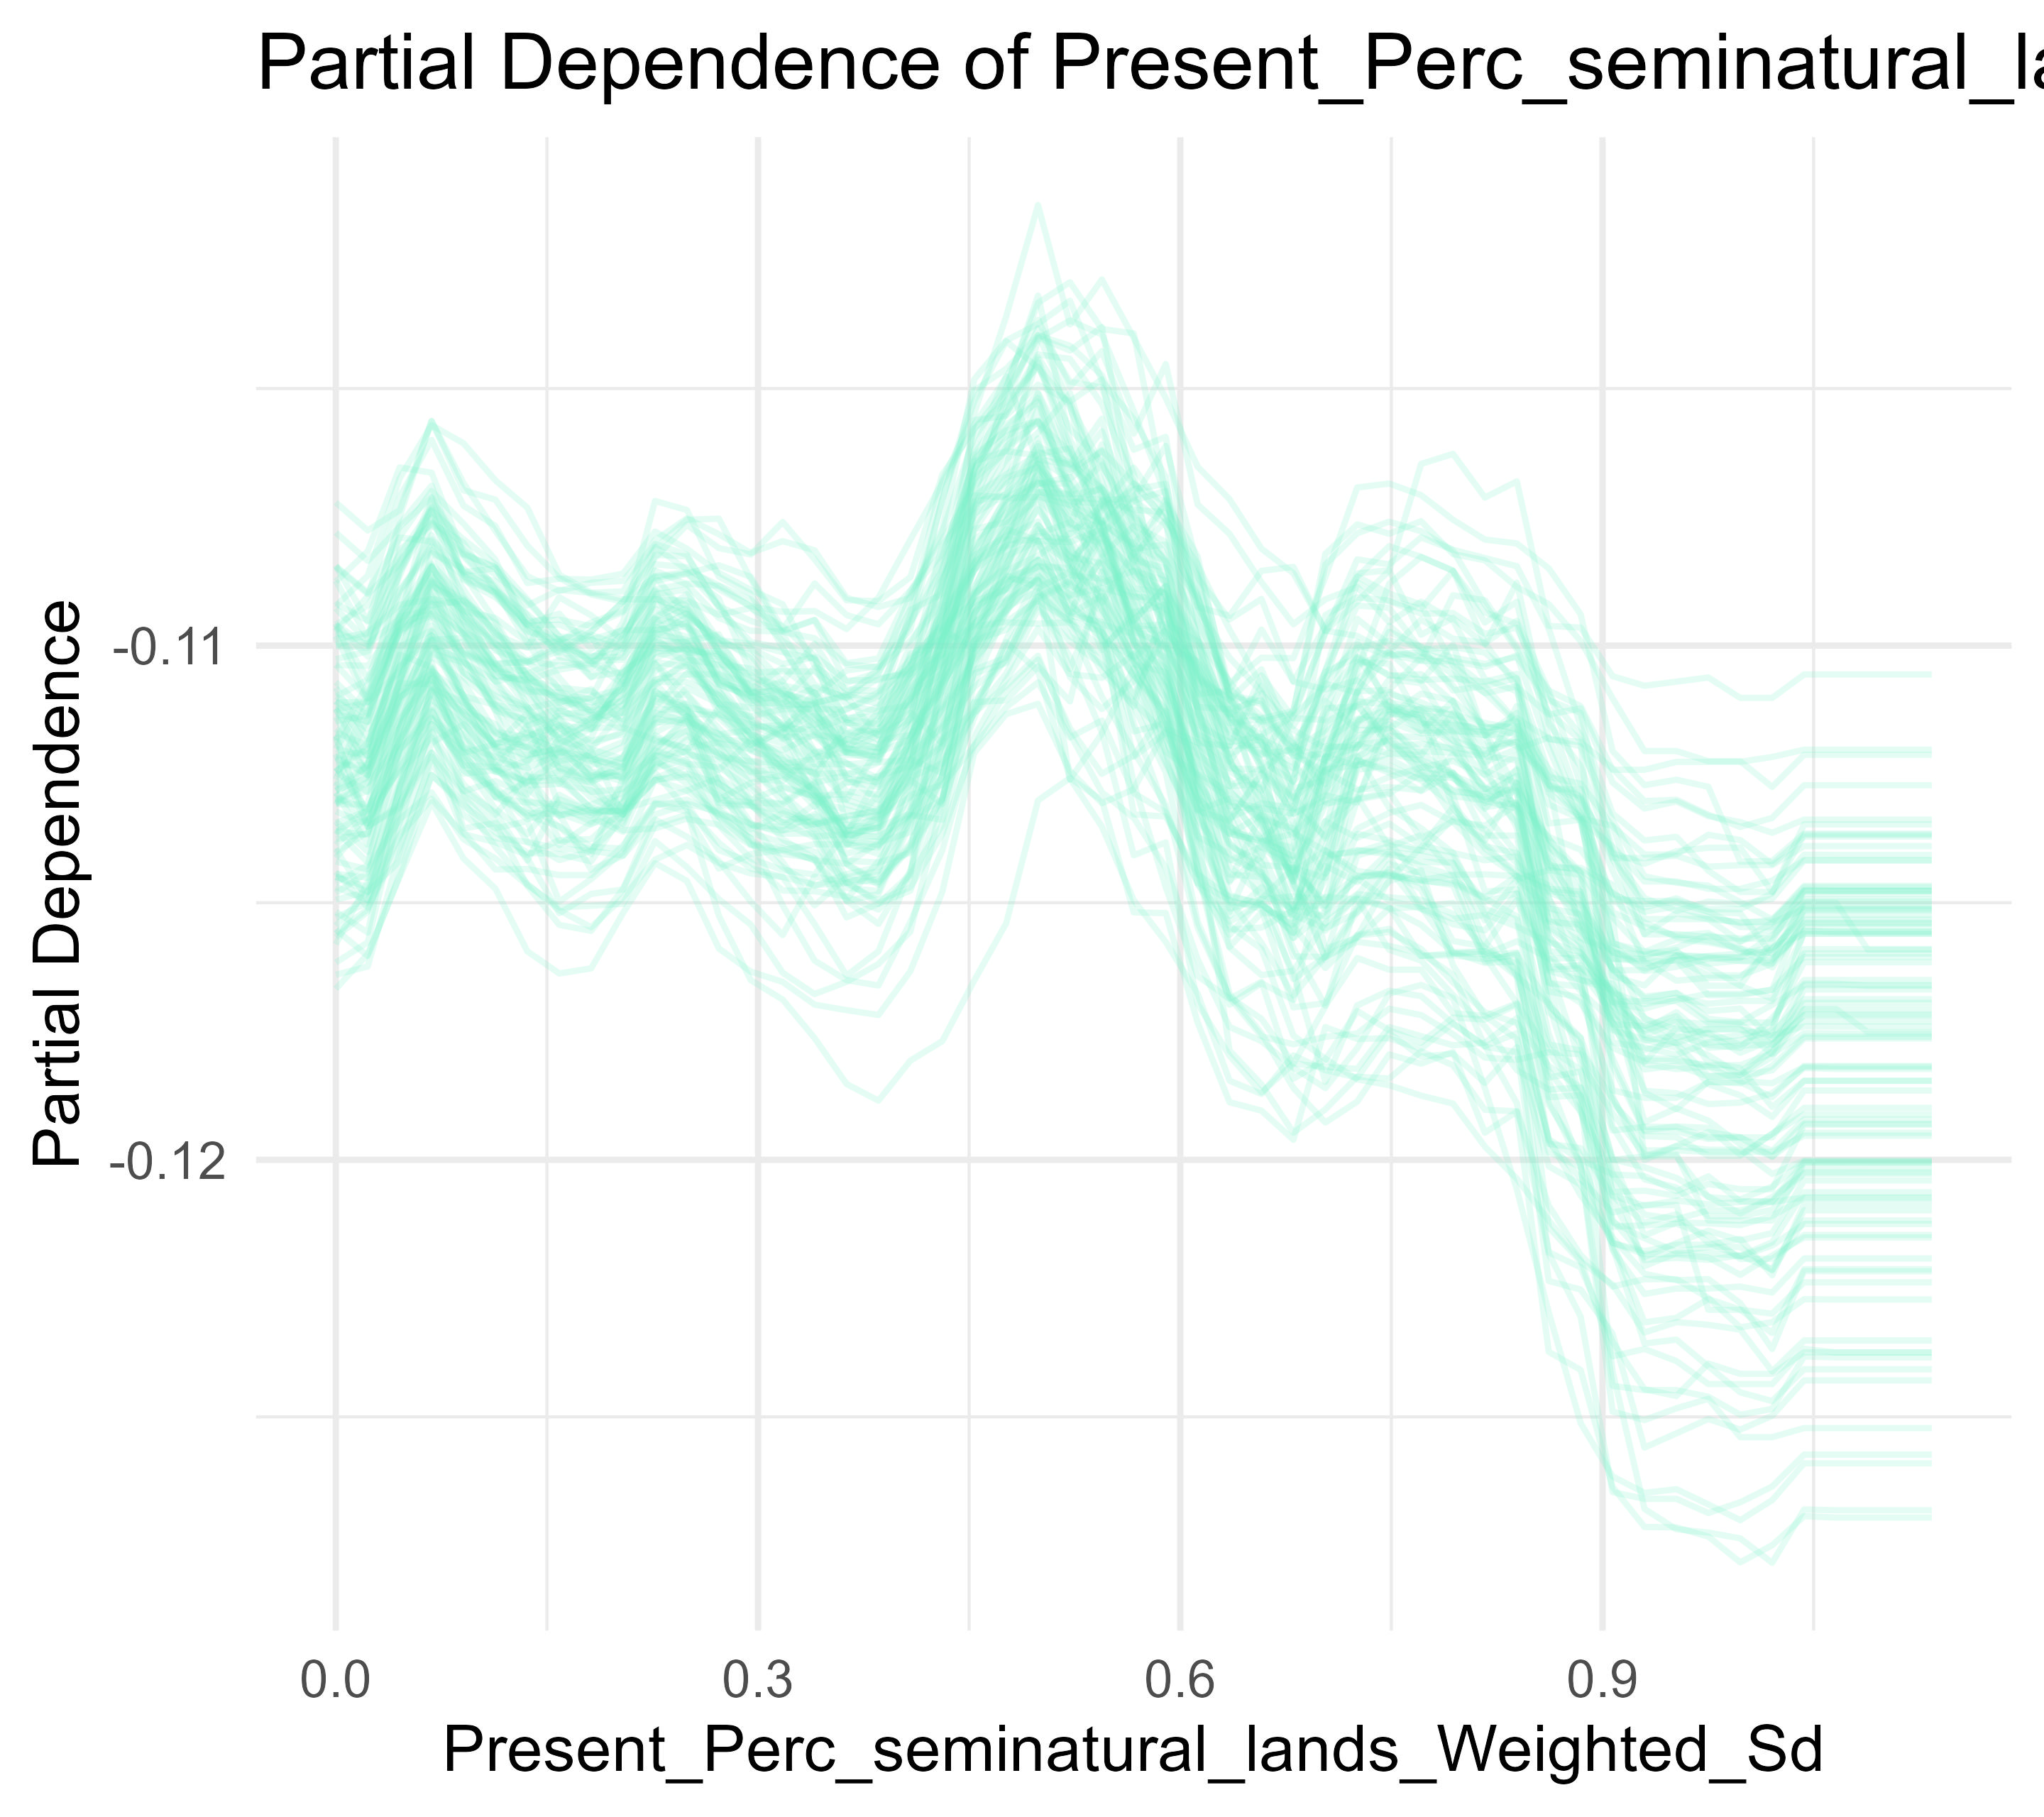 Partial Dependence of Present_Perc_seminatural_la
Partial Dependence
-0.11
-0.12
0.0 0.3 0.6 0.9
Present_Perc_seminatural_lands_Weighted_Sd